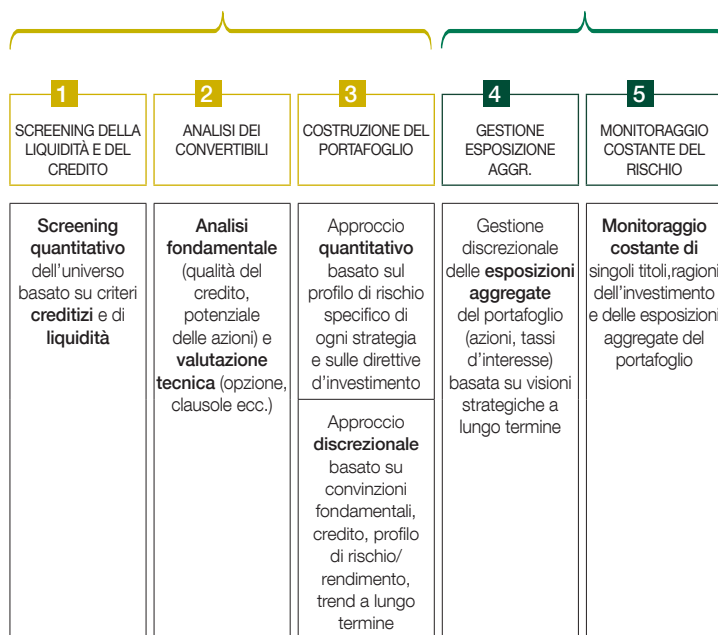 1
SCREENING DELLA
LIQUIDITÀ E DEL
CREDITO
2
ANALISI DEI
CONVERTIBILI
3
COSTRUZIONE DEL
PORTAFOGLIO
4
GESTIONE
ESPOSIZIONE
AGGR.
5
MONITORAGGIO
COSTANTE DEL
RISCHIO
Screening
quantitativo
dell'universo
basato su criteri
creditizi e di
liquidità
Analisi
fondamentale
(qualità del
credito,
potenziale
delle azioni) e
valutazione
tecnica (opzione,
clausole ecc.)
Approccio
quantitativo
basato sul
profilo di rischio
specifico di
ogni strategia
e sulle direttive
d'investimento
Approccio
discrezionale
basato su
convinzioni
fondamentali,
credito, profilo
di rischio/
rendimento,
trend a lungo
termine
Gestione
discrezionale
delle esposizioni
aggregate
del portafoglio
(azioni, tassi
d'interesse)
basata su visioni
strategiche a
lungo termine
Monitoraggio
costante di
singoli titoli,ragioni
dell'investimento
e delle esposizioni
aggregate del
portafoglio